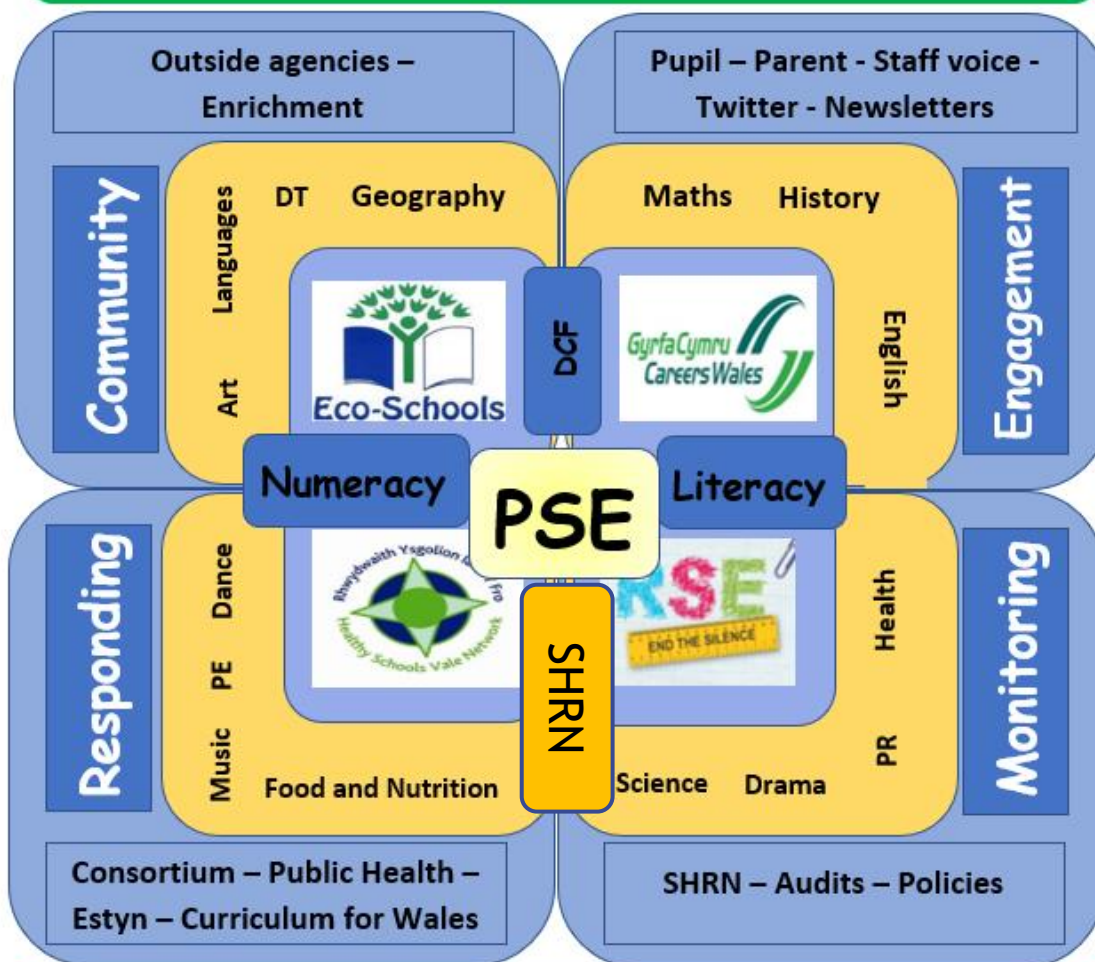 Outside agencies –
Enrichment
Pupil – Parent - Staff voice -
Twitter - Newsletters
Community
Languages
Art
DT
Geography
Eco-Schools
DCF
Maths
History
English
Gyrfa Cymru
Careers Wales
Engagement
Numeracy
PSE
Literacy
Responding
Dance
PE
Music
Food and Nutrition
Rhwydwaith Ysgolion Fro
Healthy Schools Vale Network
SHRN
RSE
END THE SILENCE
Health
PR
Science
Drama
Monitoring
Consortium – Public Health –
Estyn – Curriculum for Wales
SHRN – Audits – Policies